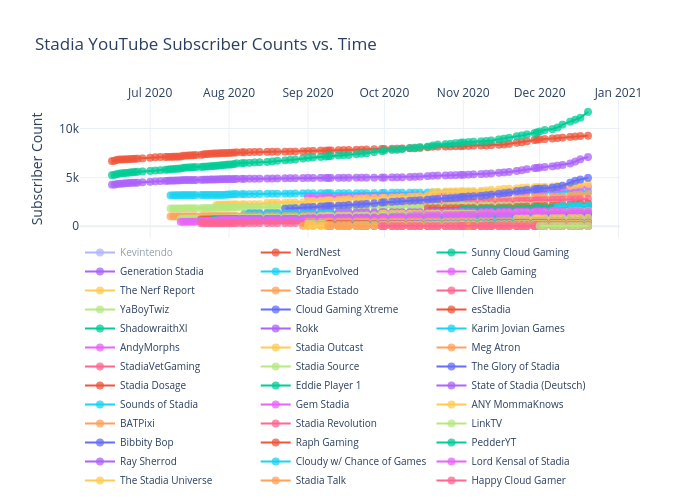 Stadia YouTube Subscriber Counts vs. Time
Jul 2020 Aug 2020 Sep 2020 Oct 2020 Nov 2020 Dec 2020 Jan 2021
Subscriber Count
10k
5k
0
Kevintendo NerdNest Sunny Cloud Gaming
Generation Stadia BryanEvolved Caleb Gaming
The Nerf Report Stadia Estado Clive Illenden
YaBoyTwiz Cloud Gaming Xtreme esStadia
ShadowraithXI Rokk Karim Jovian Games
AndyMorphs Stadia Outcast Meg Atron
StadiaVetGaming Stadia Source The Glory of Stadia
Stadia Dosage Eddie Player 1 State of Stadia (Deutsch)
Sounds of Stadia Gem Stadia ANY MommaKnows
BATPixi Stadia Revolution LinkTV
Bibbity Bop Raph Gaming PedderYT
Ray Sherrod Cloudy w/ Chance of Games Lord Kensal of Stadia
The Stadia Universe Stadia Talk Happy Cloud Gamer